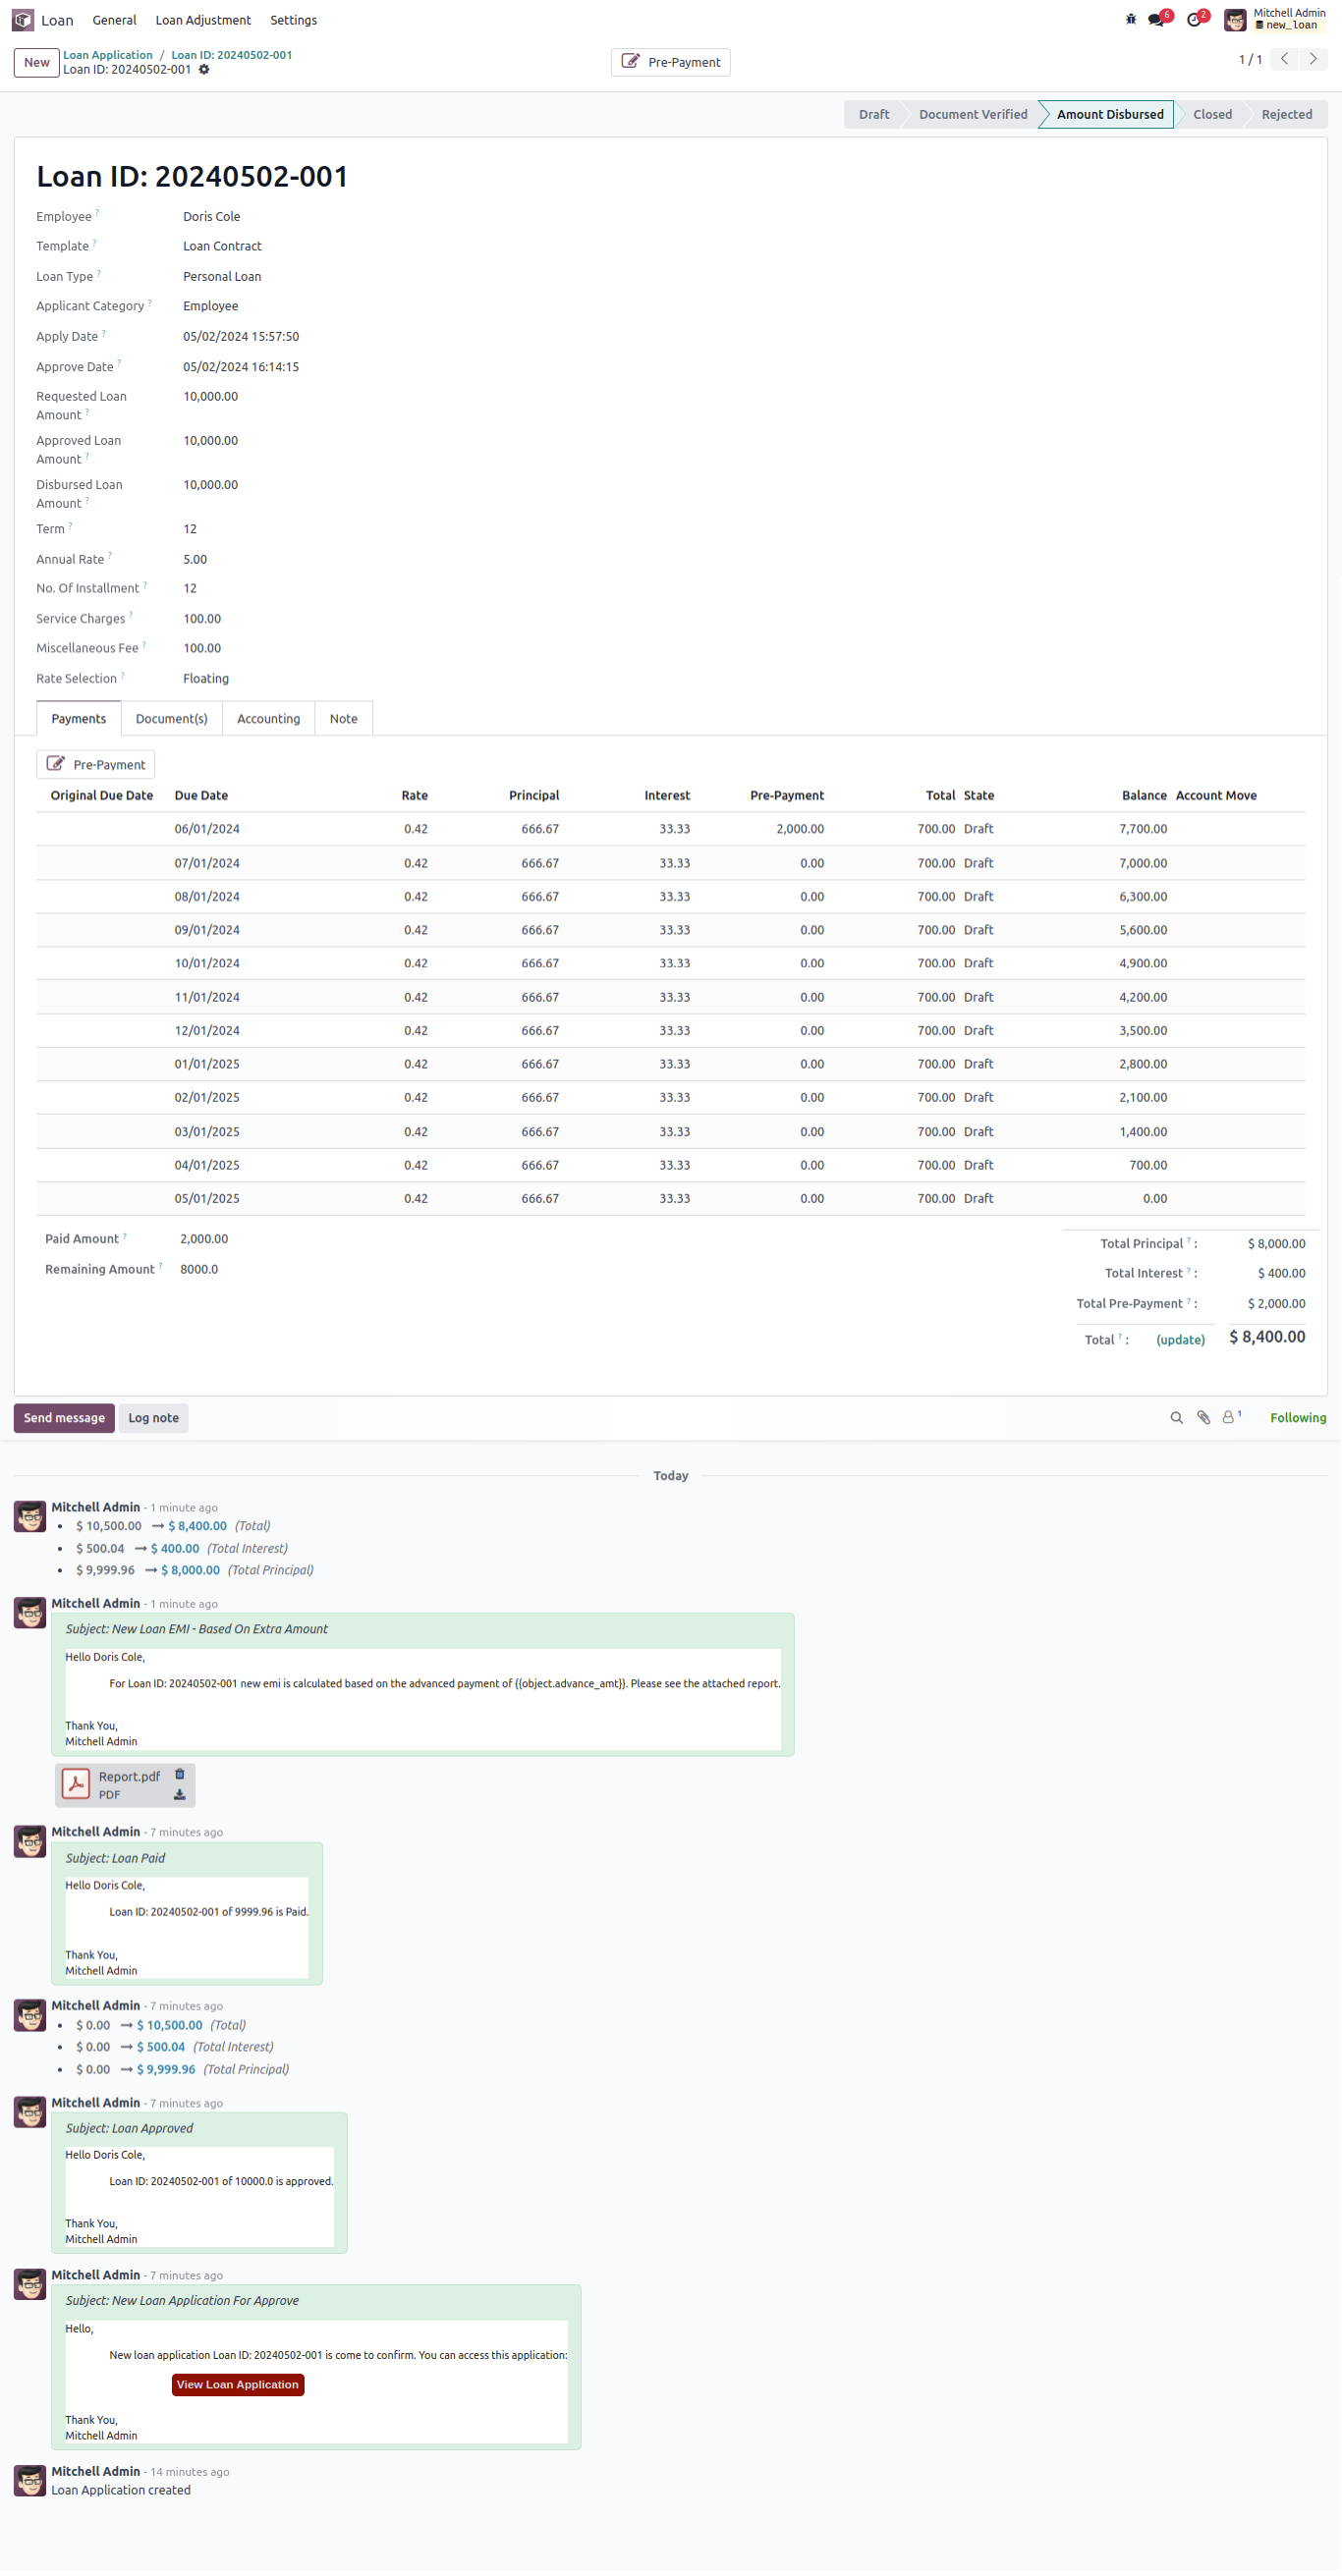 Loan General Loan Adjustment Settings 6 2 Mitchell Admin
new_loan
New Loan Application / Loan ID: 20240502-001
Loan ID: 20240502-001
Pre-Payment
1 / 1
Draft Document Verified Amount Disbursed Closed Rejected
Loan ID: 20240502-001
Employee ? Doris Cole
Template ? Loan Contract
Loan Type ? Personal Loan
Applicant Category ? Employee
Apply Date ? 05/02/2024 15:57:50
Approve Date ? 05/02/2024 16:14:15
Requested Loan 10,000.00
Amount ?
Approved Loan 10,000.00
Amount ?
Disbursed Loan 10,000.00
Amount ?
Term ? 12
Annual Rate ? 5.00
No. Of Installment ? 12
Service Charges ? 100.00
Miscellaneous Fee ? 100.00
Rate Selection ? Floating
Payments Document(s) Accounting Note
Pre-Payment
Original Due Date Due Date Rate Principal Interest Pre-Payment Total State Balance Account Move
06/01/2024 0.42 666.67 33.33 2,000.00 700.00 Draft 7,700.00
07/01/2024 0.42 666.67 33.33 0.00 700.00 Draft 7,000.00
08/01/2024 0.42 666.67 33.33 0.00 700.00 Draft 6,300.00
09/01/2024 0.42 666.67 33.33 0.00 700.00 Draft 5,600.00
10/01/2024 0.42 666.67 33.33 0.00 700.00 Draft 4,900.00
11/01/2024 0.42 666.67 33.33 0.00 700.00 Draft 4,200.00
12/01/2024 0.42 666.67 33.33 0.00 700.00 Draft 3,500.00
01/01/2025 0.42 666.67 33.33 0.00 700.00 Draft 2,800.00
02/01/2025 0.42 666.67 33.33 0.00 700.00 Draft 2,100.00
03/01/2025 0.42 666.67 33.33 0.00 700.00 Draft 1,400.00
04/01/2025 0.42 666.67 33.33 0.00 700.00 Draft 700.00
05/01/2025 0.42 666.67 33.33 0.00 700.00 Draft 0.00
Paid Amount ? 2,000.00
Remaining Amount ? 8000.0
Total Principal ? : $ 8,000.00
Total Interest ? : $ 400.00
Total Pre-Payment ? : $ 2,000.00
Total ? : (update) $ 8,400.00
Send message Log note 1 Following
Today
Mitchell Admin - 1 minute ago
• $ 10,500.00 → $ 8,400.00 (Total)
• $ 500.04 → $ 400.00 (Total Interest)
• $ 9,999.96 → $ 8,000.00 (Total Principal)
Mitchell Admin - 1 minute ago
Subject: New Loan EMI - Based On Extra Amount
Hello Doris Cole,
For Loan ID: 20240502-001 new emi is calculated based on the advanced payment of {{object.advance_amt}}. Please see the attached report.
Thank You,
Mitchell Admin
Report.pdf
PDF
Mitchell Admin - 7 minutes ago
Subject: Loan Paid
Hello Doris Cole,
Loan ID: 20240502-001 of 9999.96 is Paid.
Thank You,
Mitchell Admin
Mitchell Admin - 7 minutes ago
• $ 0.00 → $ 10,500.00 (Total)
• $ 0.00 → $ 500.04 (Total Interest)
• $ 0.00 → $ 9,999.96 (Total Principal)
Mitchell Admin - 7 minutes ago
Subject: Loan Approved
Hello Doris Cole,
Loan ID: 20240502-001 of 10000.0 is approved.
Thank You,
Mitchell Admin
Mitchell Admin - 7 minutes ago
Subject: New Loan Application For Approve
Hello,
New loan application Loan ID: 20240502-001 is come to confirm. You can access this application:
View Loan Application
Thank You,
Mitchell Admin
Mitchell Admin - 14 minutes ago
Loan Application created